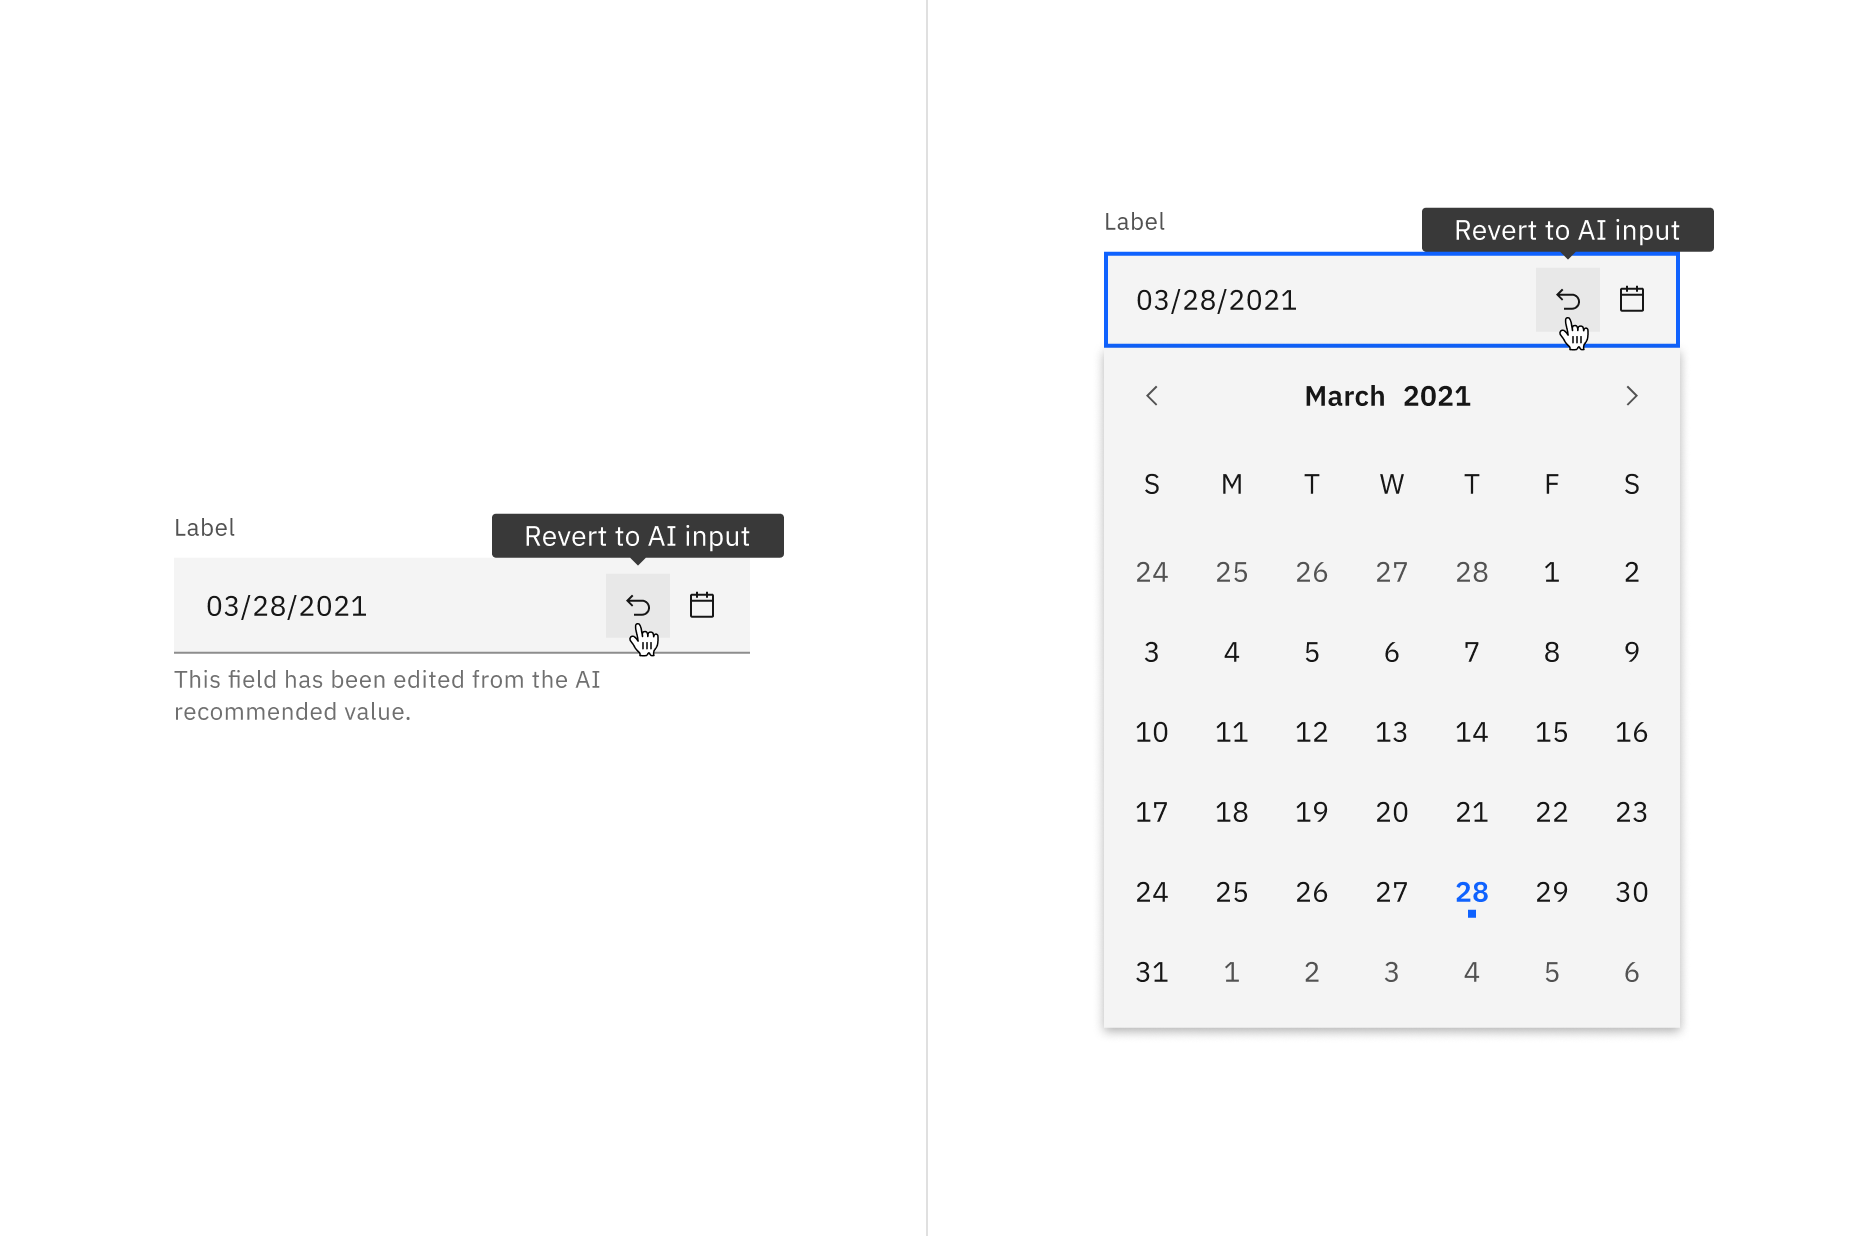 Label
Revert to AI input
03/28/2021
This field has been edited from the AI
recommended value.
Label
Revert to AI input
03/28/2021
March 2021
S M T W T F S
24 25 26 27 28 1 2
3 4 5 6 7 8 9
10 11 12 13 14 15 16
17 18 19 20 21 22 23
24 25 26 27 28 29 30
31 1 2 3 4 5 6